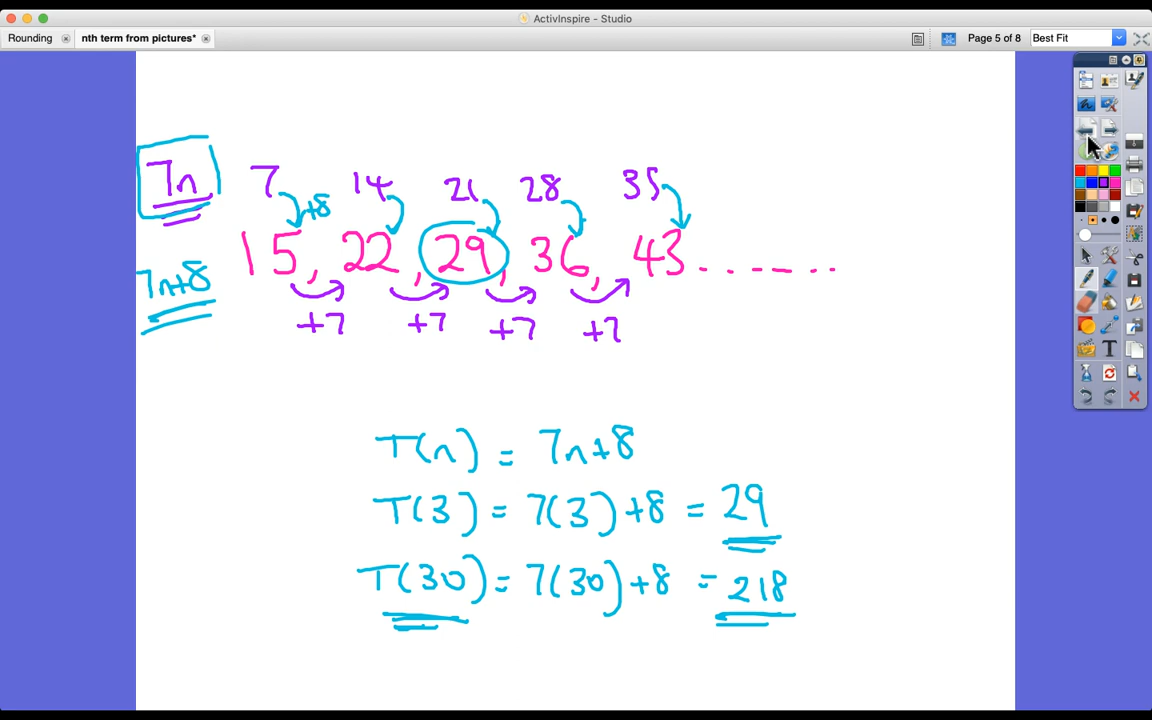 ActivInspire - Studio
Rounding
nth term from pictures*
Page 5 of 8
Best Fit
7n 7 14 21 28 35
+8
15, 22, 29, 36, 43 ........
7n+8
+7 +7 +7 +7
T(n) = 7n+8
T(3) = 7(3)+8 = 29
T(30) = 7(30)+8 = 218
T